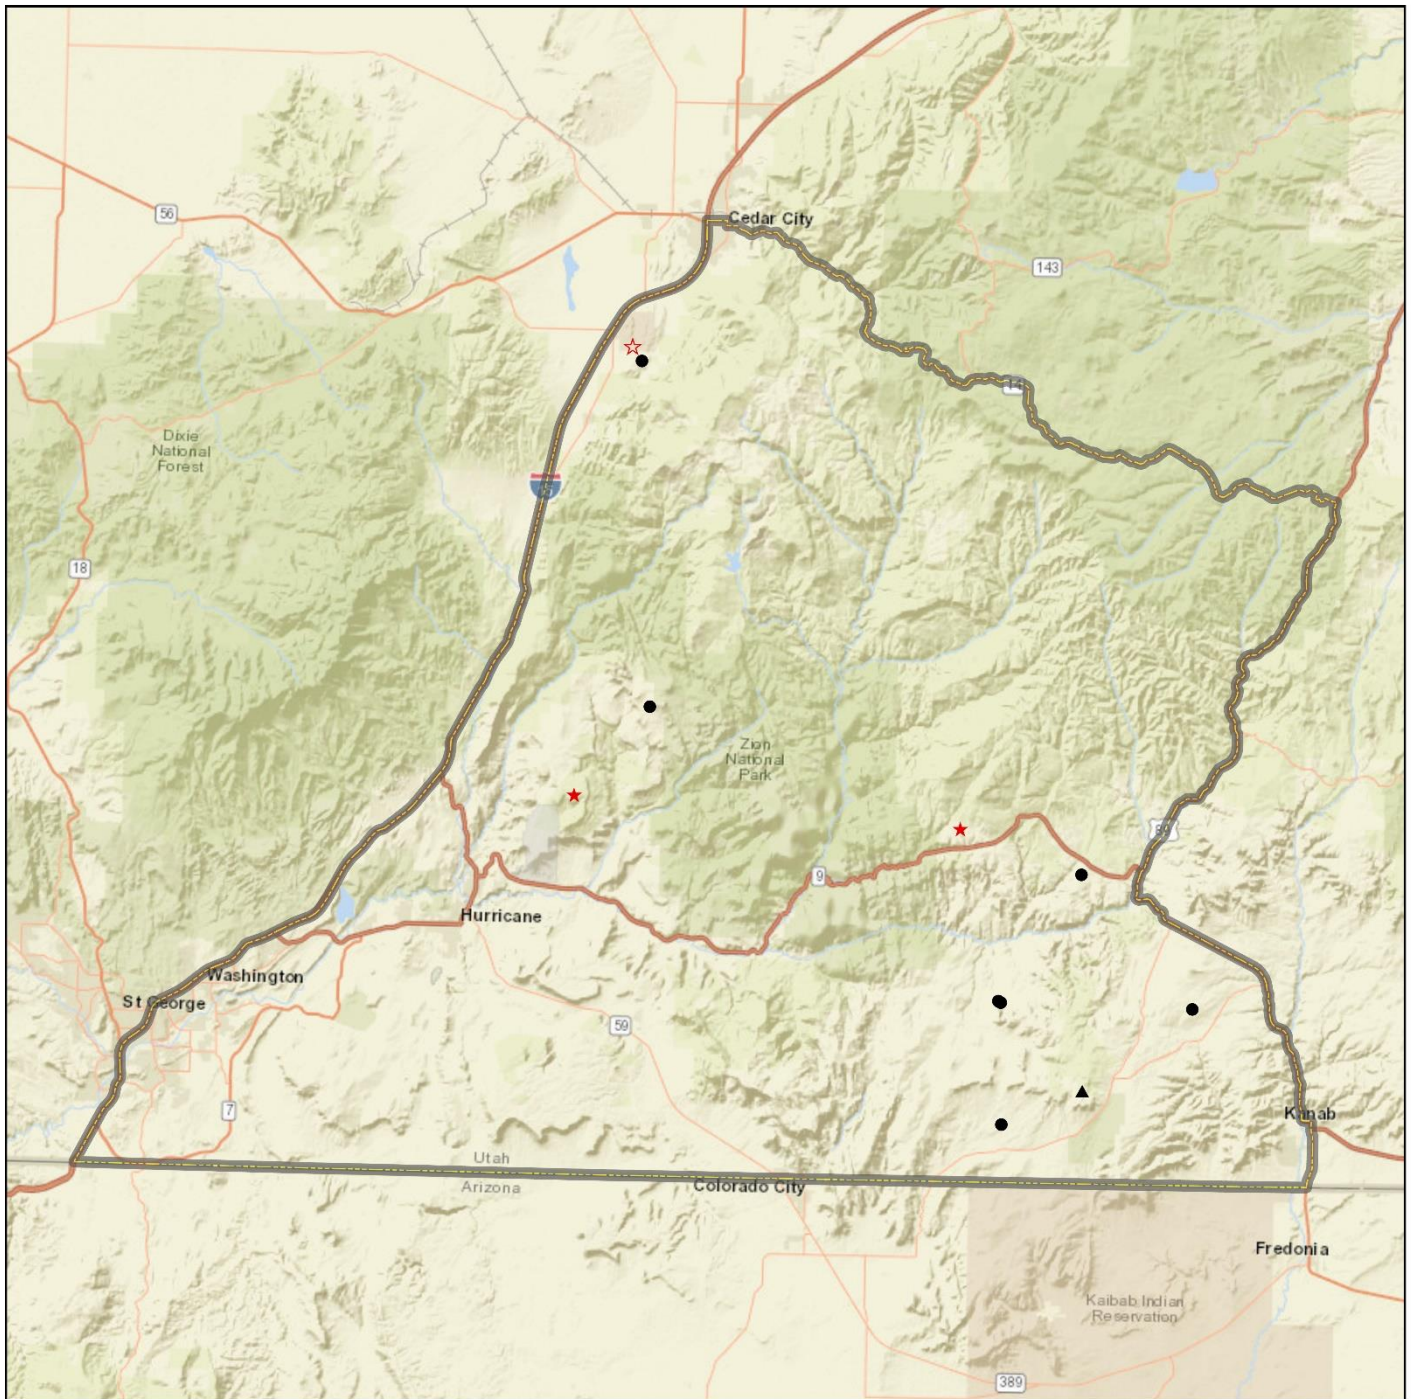 56
Cedar City
143
14
Dixie
National
Forest
18
Zion
National
Park
9
Hurricane
Washington
St George
59
7
Kanab
Utah
Arizona
Colorado City
Fredonia
Kaibab Indian
Reservation
389